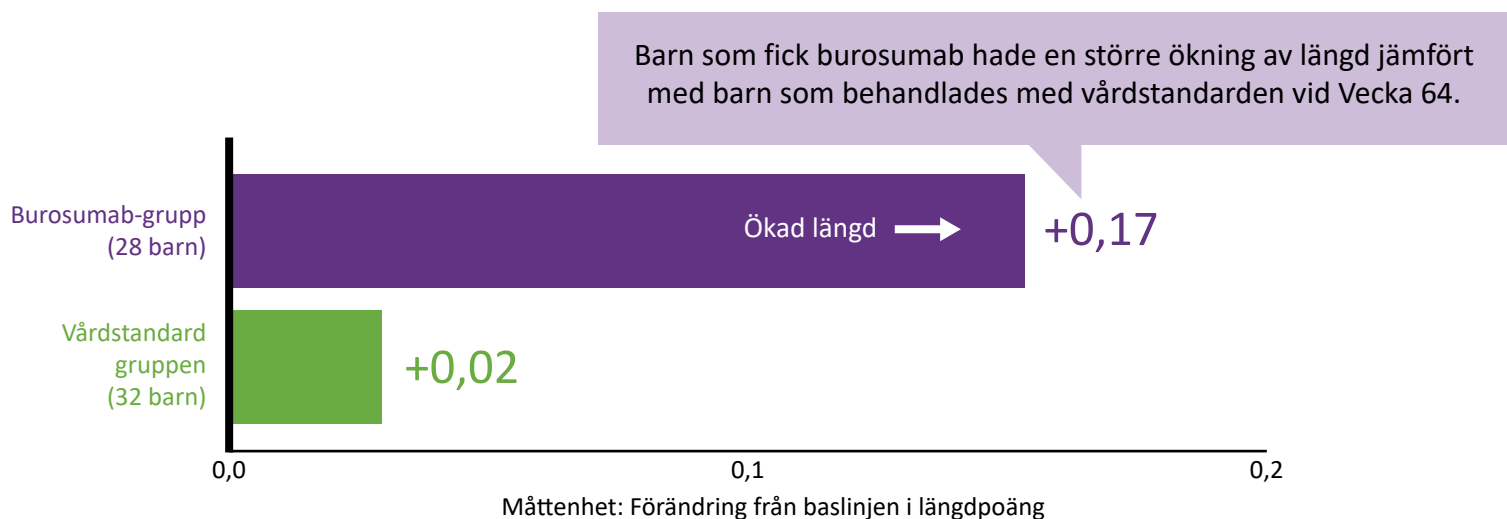 Barn som fick burosumab hade en större ökning av längd jämfört
med barn som behandlades med vårdstandarden vid Vecka 64.
Burosumab-grupp
(28 barn)
Ökad längd
+0,17
Vårdstandard
gruppen
(32 barn)
+0,02
0,0
0,1
0,2
Måttenhet: Förändring från baslinjen i längdpoäng